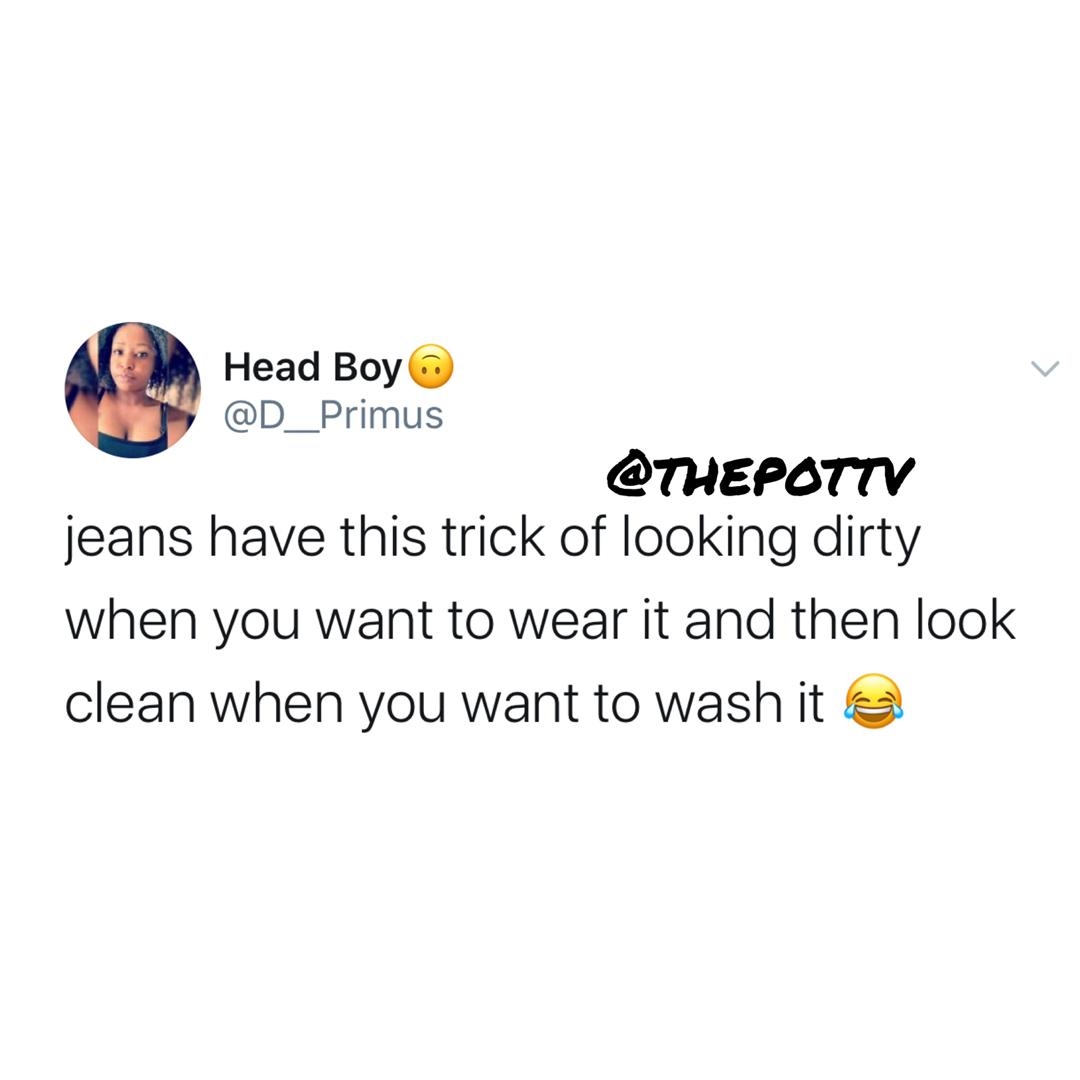 Head Boy🙃
@D__Primus
@THEPOTTV
jeans have this trick of looking dirty
when you want to wear it and then look
clean when you want to wash it 😂